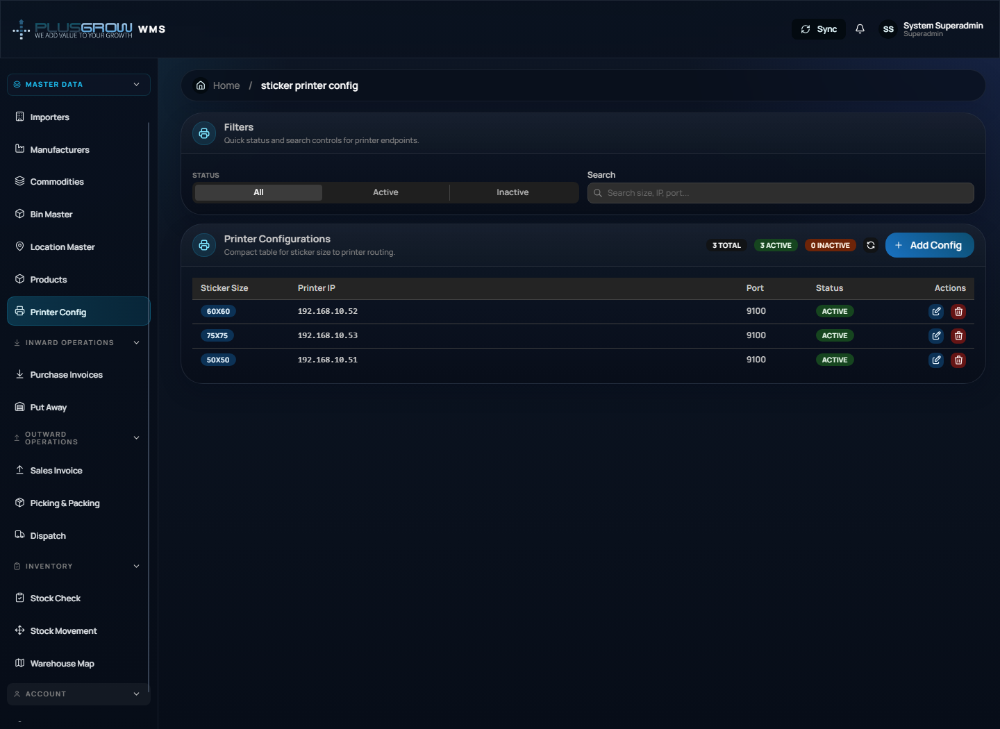 PLUSGROW WMS
WE ADD VALUE TO YOUR GROWTH
Sync
SS
System Superadmin
Superadmin
MASTER DATA
Importers
Manufacturers
Commodities
Bin Master
Location Master
Products
Printer Config
INWARD OPERATIONS
Purchase Invoices
Put Away
OUTWARD
OPERATIONS
Sales Invoice
Picking & Packing
Dispatch
INVENTORY
Stock Check
Stock Movement
Warehouse Map
ACCOUNT
Home / sticker printer config
Filters
Quick status and search controls for printer endpoints.
STATUS
All Active Inactive
Search
Search size, IP, port...
Printer Configurations
Compact table for sticker size to printer routing.
3 TOTAL 3 ACTIVE 0 INACTIVE + Add Config
Sticker Size Printer IP Port Status Actions
60X60 192.168.10.52 9100 ACTIVE
75X75 192.168.10.53 9100 ACTIVE
50X50 192.168.10.51 9100 ACTIVE